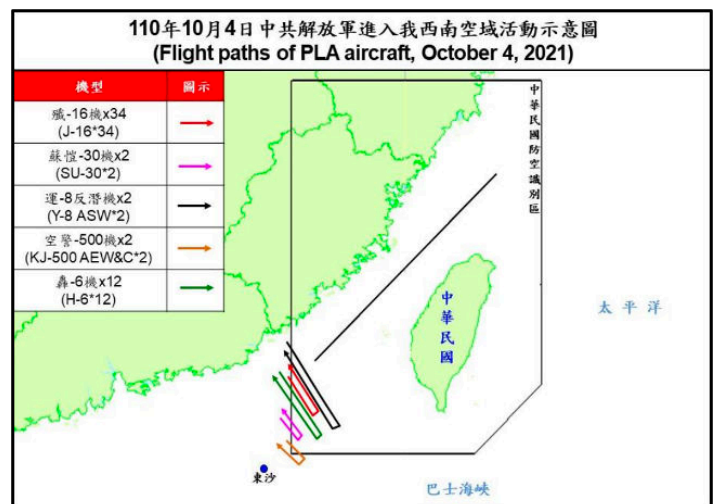 110年10月4日中共解放軍進入我西南空域活動示意圖
(Flight paths of PLA aircraft, October 4, 2021)
機型 圖示
殲-16機x34
(J-16*34)
蘇愷-30機x2
(SU-30*2)
運-8反潛機x2
(Y-8 ASW*2)
空警-500機x2
(KJ-500 AEW&C*2)
轟-6機x12
(H-6*12)
中華民國防空識別區
中華民國
太平洋
東沙
巴士海峽